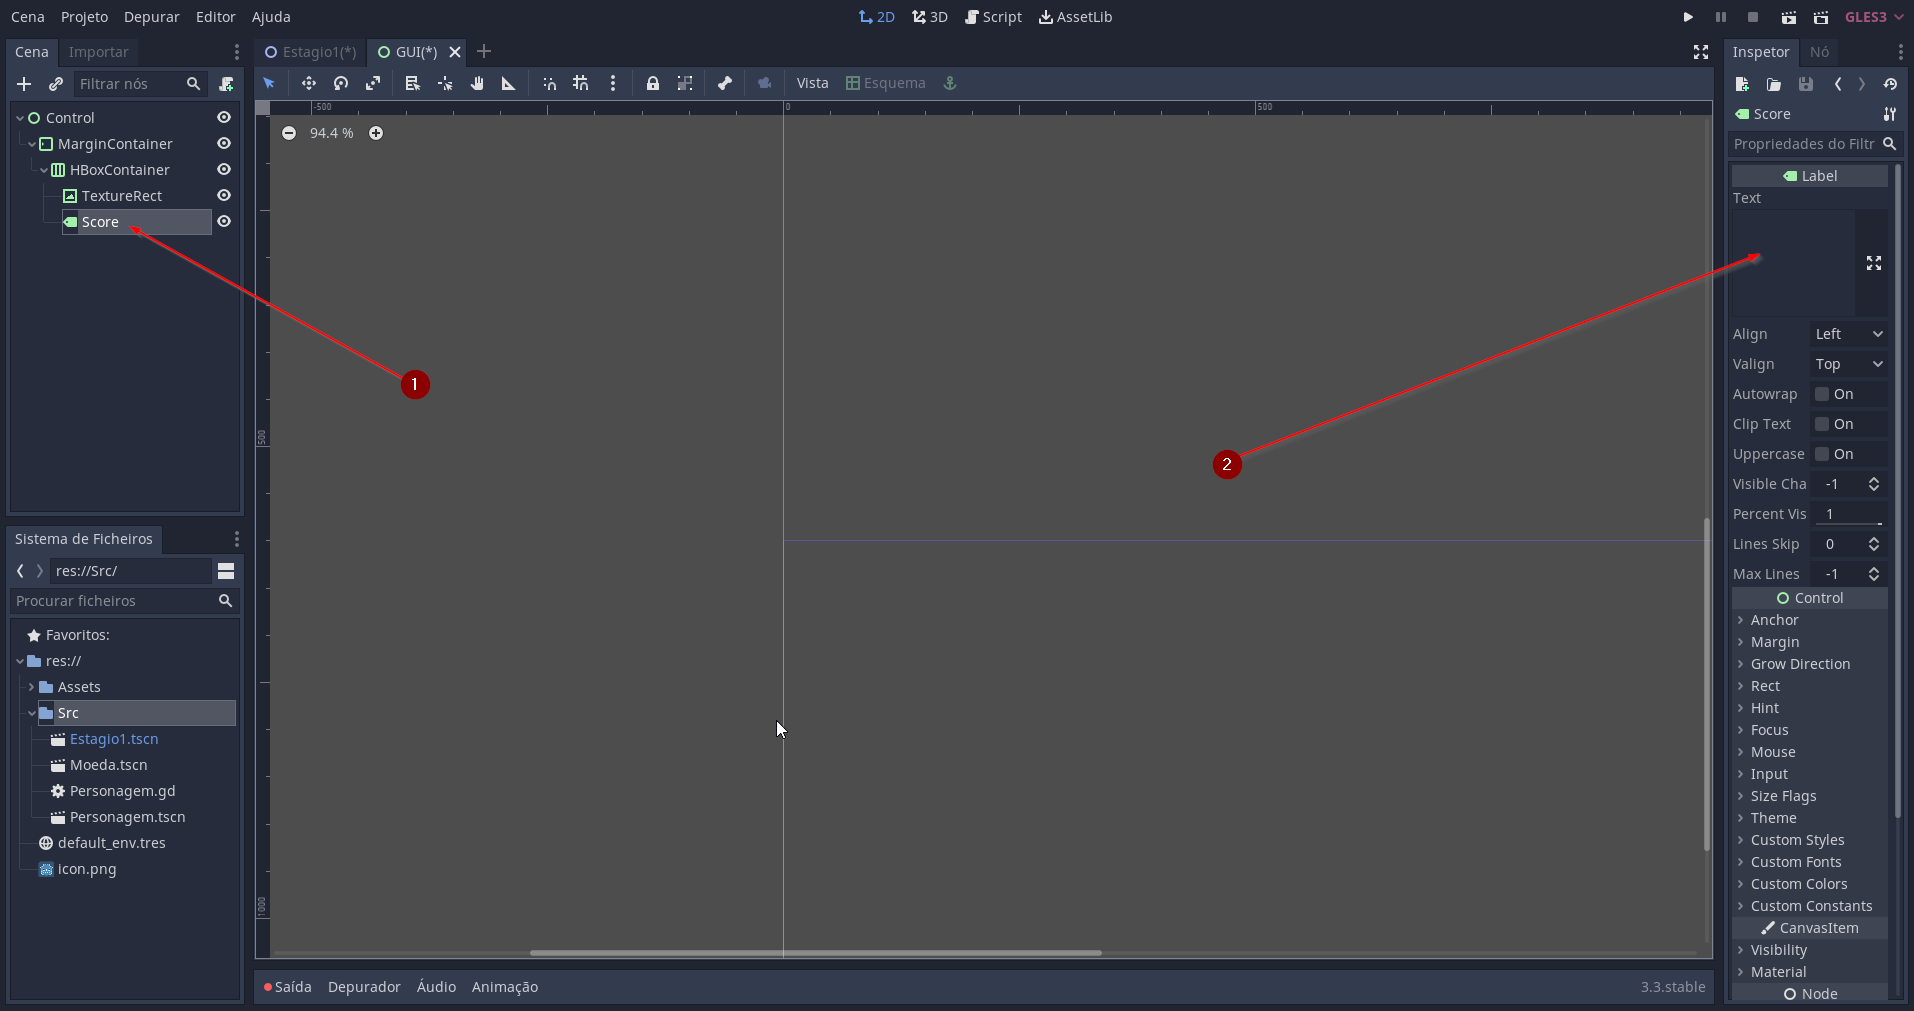 Cena Projeto Depurar Editor Ajuda
2D 3D Script AssetLib
GLES3
Cena Importar
Filtrar nós
Control
MarginContainer
HBoxContainer
TextureRect
Score
Sistema de Ficheiros
res://Src/
Procurar ficheiros
Favoritos:
res://
Assets
Src
Estagio1.tscn
Moeda.tscn
Personagem.gd
Personagem.tscn
default_env.tres
icon.png
Estagio1(*) GUI(*)
Vista Esquema
-500 0 500
94.4 %
500
1000
1
2
Saída Depurador Áudio Animação 3.3.stable
Inspetor Nó
Score
Propriedades do Filtr
Label
Text
Align Left
Valign Top
Autowrap On
Clip Text On
Uppercase On
Visible Cha -1
Percent Vis 1
Lines Skip 0
Max Lines -1
Control
Anchor
Margin
Grow Direction
Rect
Hint
Focus
Mouse
Input
Size Flags
Theme
Custom Styles
Custom Fonts
Custom Colors
Custom Constants
CanvasItem
Visibility
Material
Node